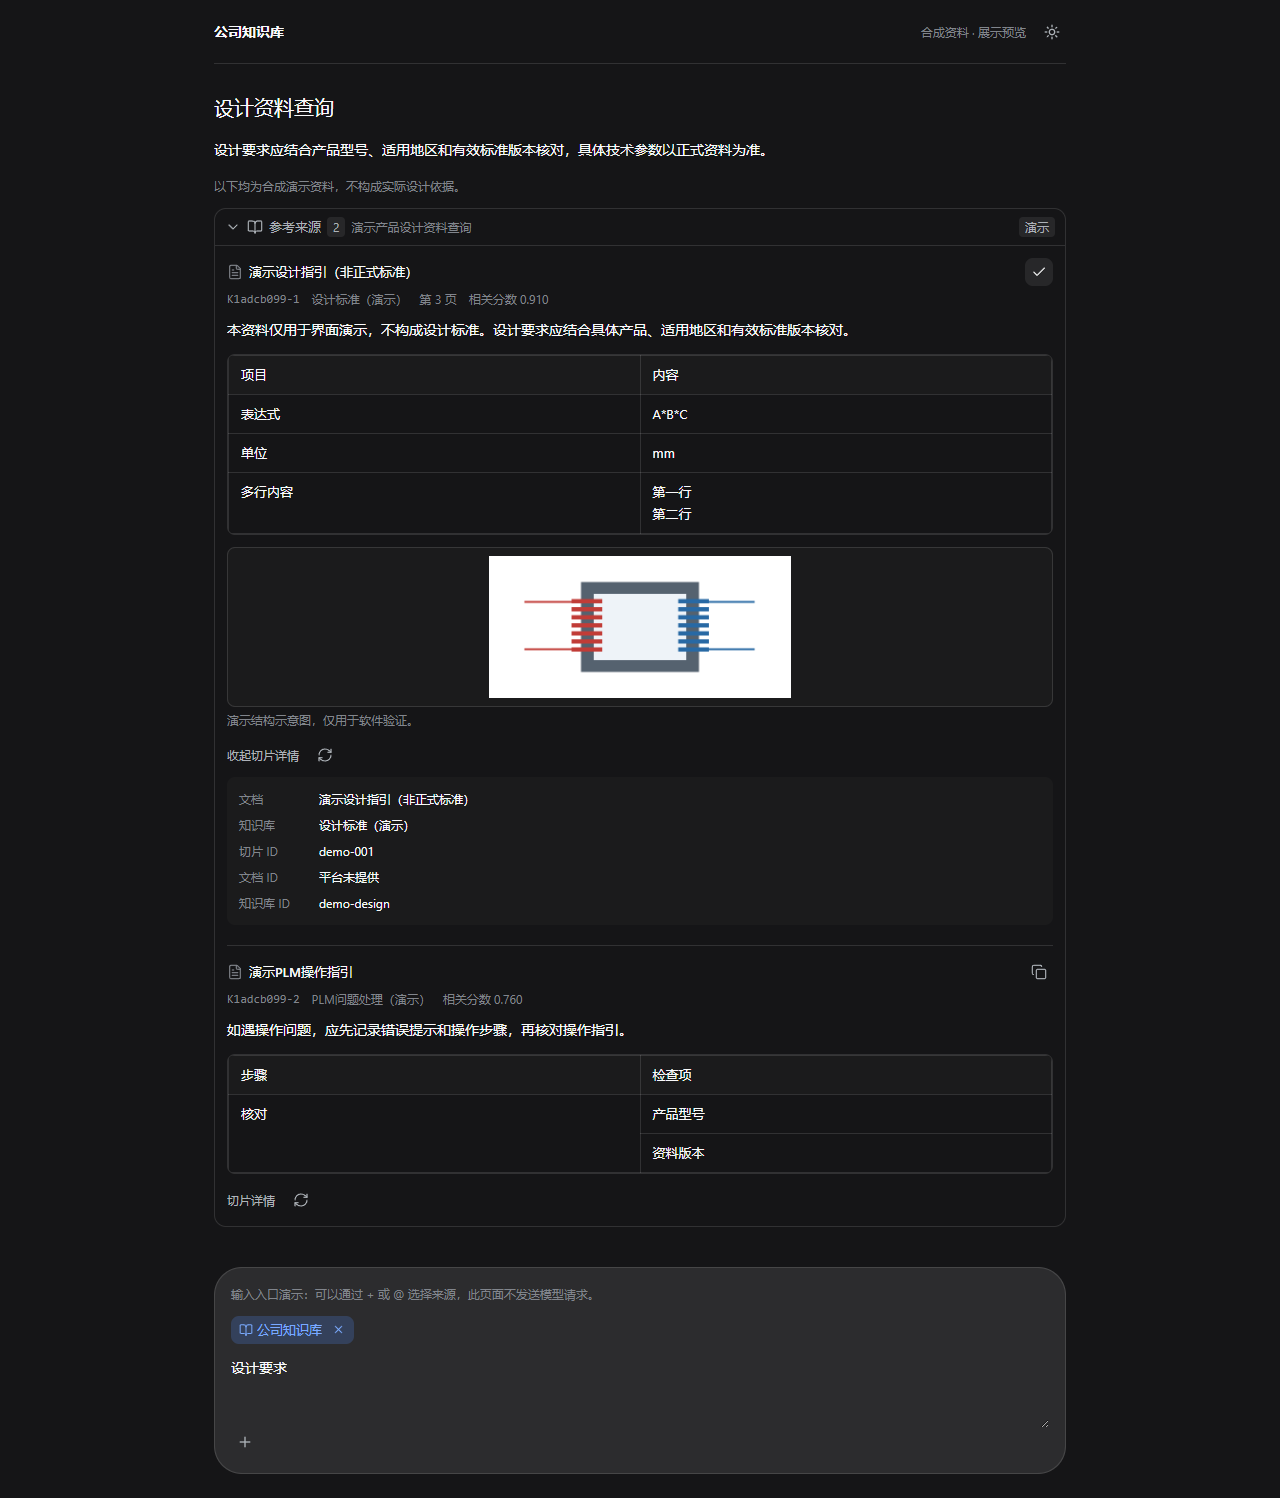 公司知识库
合成资料 · 展示预览
设计资料查询
设计要求应结合产品型号、适用地区和有效标准版本核对，具体技术参数以正式资料为准。
以下均为合成演示资料，不构成实际设计依据。
参考来源 2 演示产品设计资料查询
演示
演示设计指引（非正式标准）
K1adcb099-1 设计标准（演示） 第 3 页 相关分数 0.910
本资料仅用于界面演示，不构成设计标准。设计要求应结合具体产品、适用地区和有效标准版本核对。
项目 内容
表达式 A*B*C
单位 mm
多行内容 第一行
第二行
演示结构示意图，仅用于软件验证。
收起切片详情
文档 演示设计指引（非正式标准）
知识库 设计标准（演示）
切片 ID demo-001
文档 ID 平台未提供
知识库 ID demo-design
演示PLM操作指引
K1adcb099-2 PLM问题处理（演示） 相关分数 0.760
如遇操作问题，应先记录错误提示和操作步骤，再核对操作指引。
步骤 检查项
核对 产品型号
资料版本
切片详情
输入入口演示：可以通过 + 或 @ 选择来源，此页面不发送模型请求。
公司知识库 ×
设计要求
+